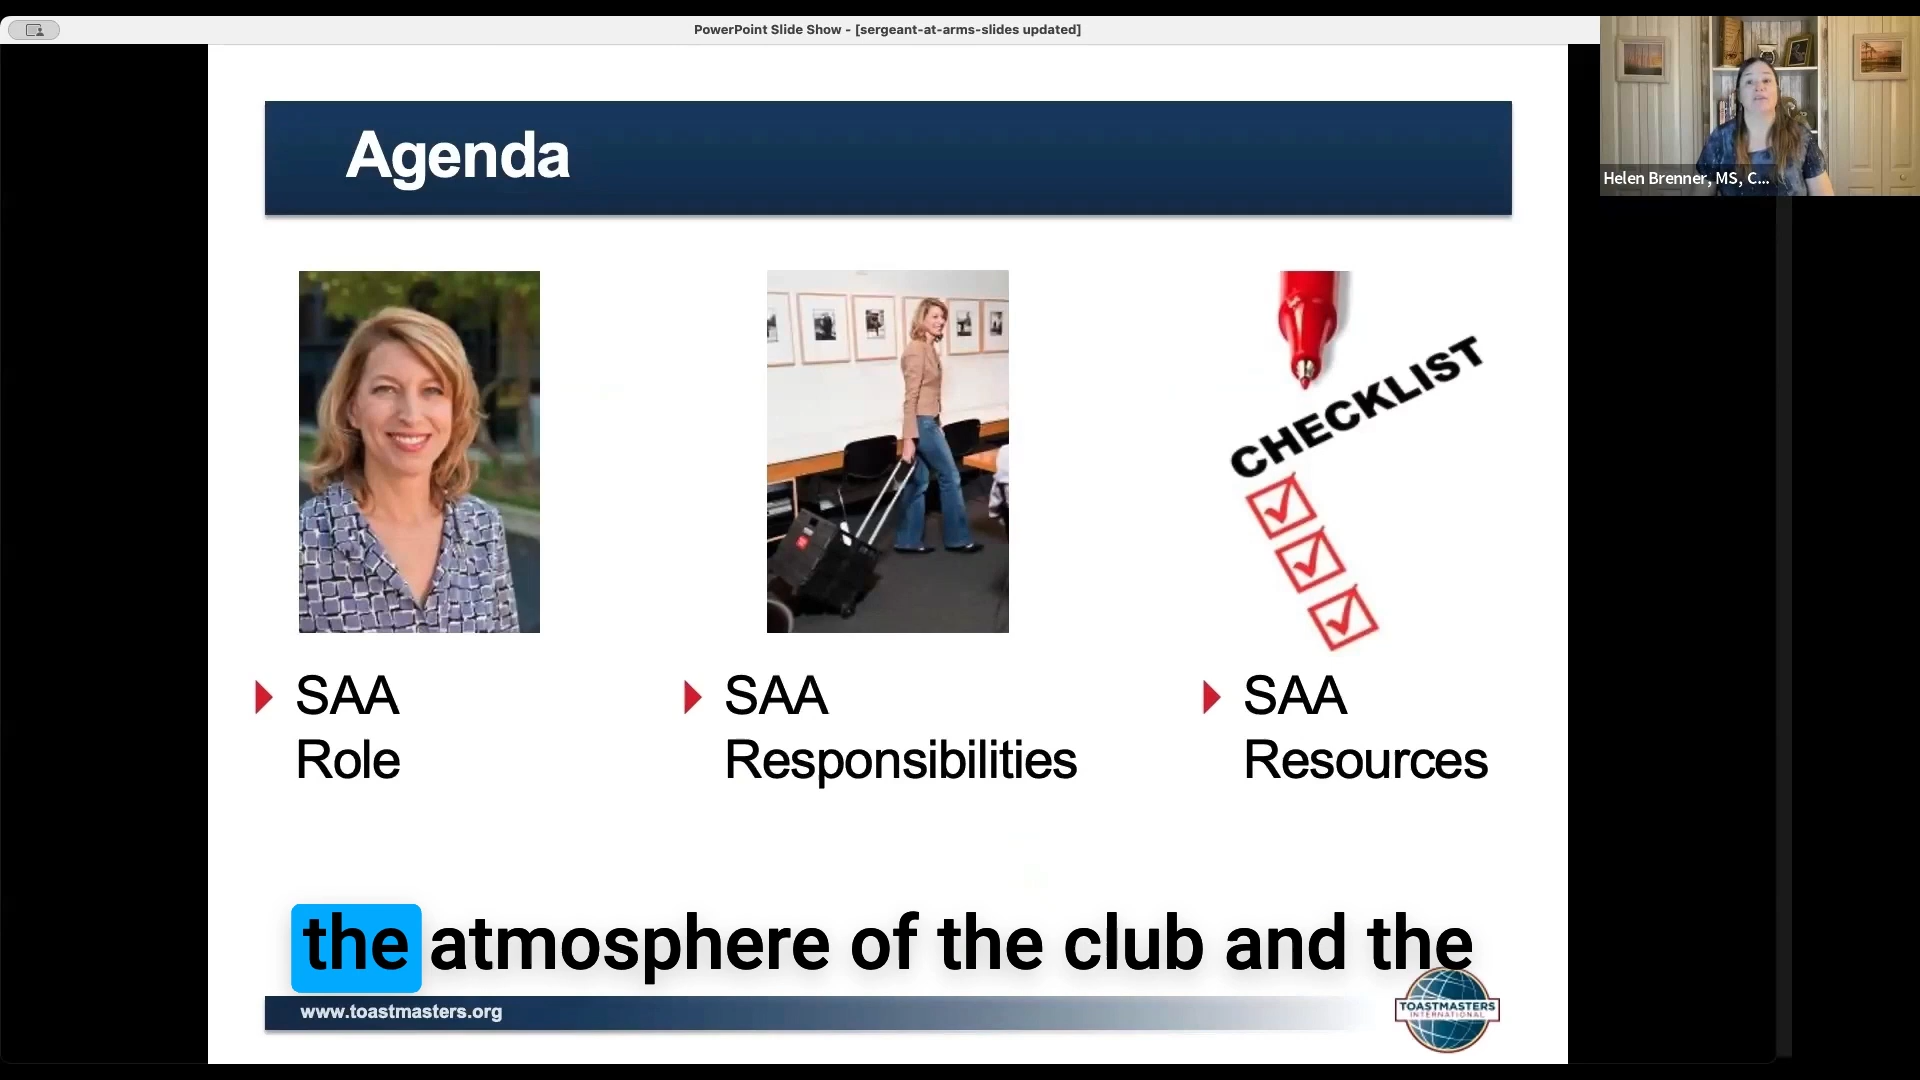 PowerPoint Slide Show - [sergeant-at-arms-slides updated]
Helen Brenner, MS, C...
Agenda
CHECKLIST
SAA
Role
SAA
Responsibilities
SAA
Resources
the atmosphere of the club and the
www.toastmasters.org
TOASTMASTERS
INTERNATIONAL